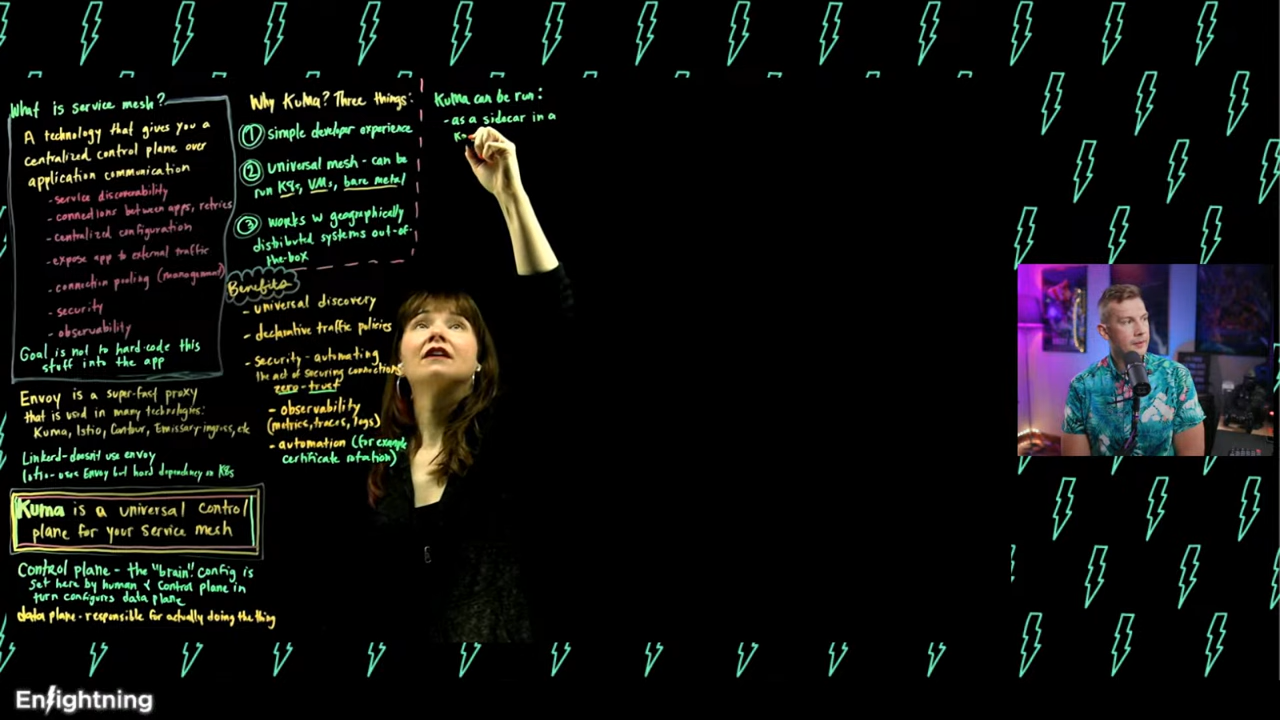 What is service mesh?
A technology that gives you a
centralized control plane over
application communication
- service discoverability
- connections between apps, retries
- centralized configuration
- expose app to external traffic
- connection pooling (management)
- security
- observability
Goal is not to hard-code this
stuff into the app
Envoy is a super-fast proxy
that is used in many technologies:
Kuma, Istio, Contour, Emissary-ingress, etc
Linkerd - doesn't use envoy
Istio - uses Envoy but hard dependency on K8s
Kuma is a universal control
plane for your service mesh
Control plane - the "brain". Config is
set here by human & control plane in
turn configures data plane
data plane - responsible for actually doing the thing
Why Kuma? Three things:
① simple developer experience
② universal mesh - can be
run K8s, VMs, bare metal
③ works w geographically
distributed systems out-of-
the-box
Benefits
- universal discovery
- declarative traffic policies
- security - automating
the act of securing connections
zero-trust
- observability
(metrics, traces, logs)
- automation (for example
certificate rotation)
Kuma can be run:
- as a sidecar in a
Enlightning